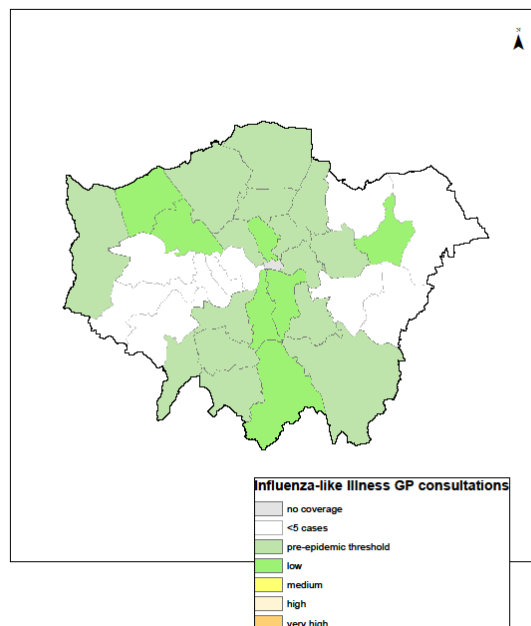 Influenza-like Illness GP consultations
no coverage
<5 cases
pre-epidemic threshold
low
medium
high
very high